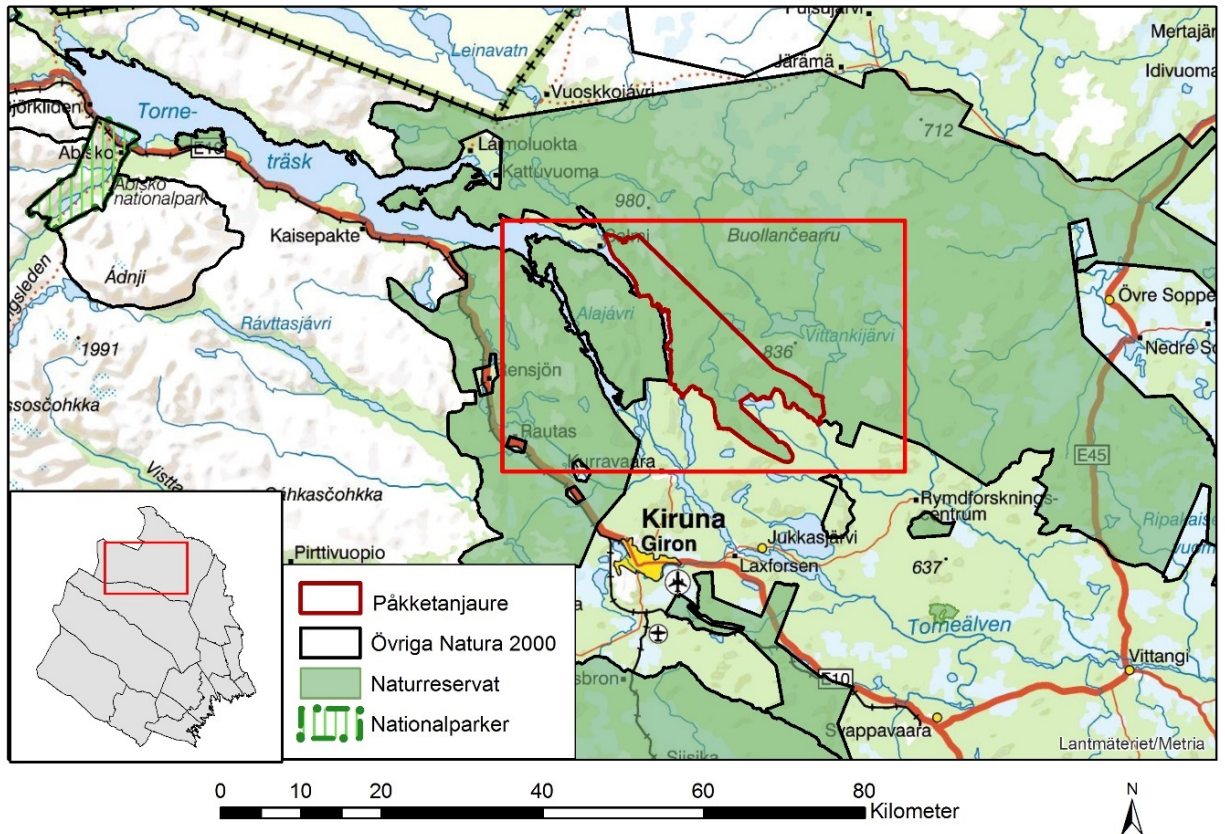 Leinavatn
Järämä
Idivuoma
Vuoskkojávri
Torne-
träsk
712
E10
Abisko
Laimoluokta
Kattuvuoma
Abisko
nationalpark
980
Kaisepakte
Buollančearru
Ádnji
Övre Soppe
Alajávri
Rávttasjávri
Vittankijärvi
836
Nedre So
1991
Rensjön
Rautas
Kurravaara
E45
Rymdforsknings-
centrum
Kiruna
Giron
Jukkasjärvi
Laxforsen
Pirttivuopio
637
Torneälven
Vittangi
E10
Svappavaara
Lantmäteriet/Metria
Påkketanjaure
Övriga Natura 2000
Naturreservat
Nationalparker
0 10 20 40 60 80
Kilometer
N